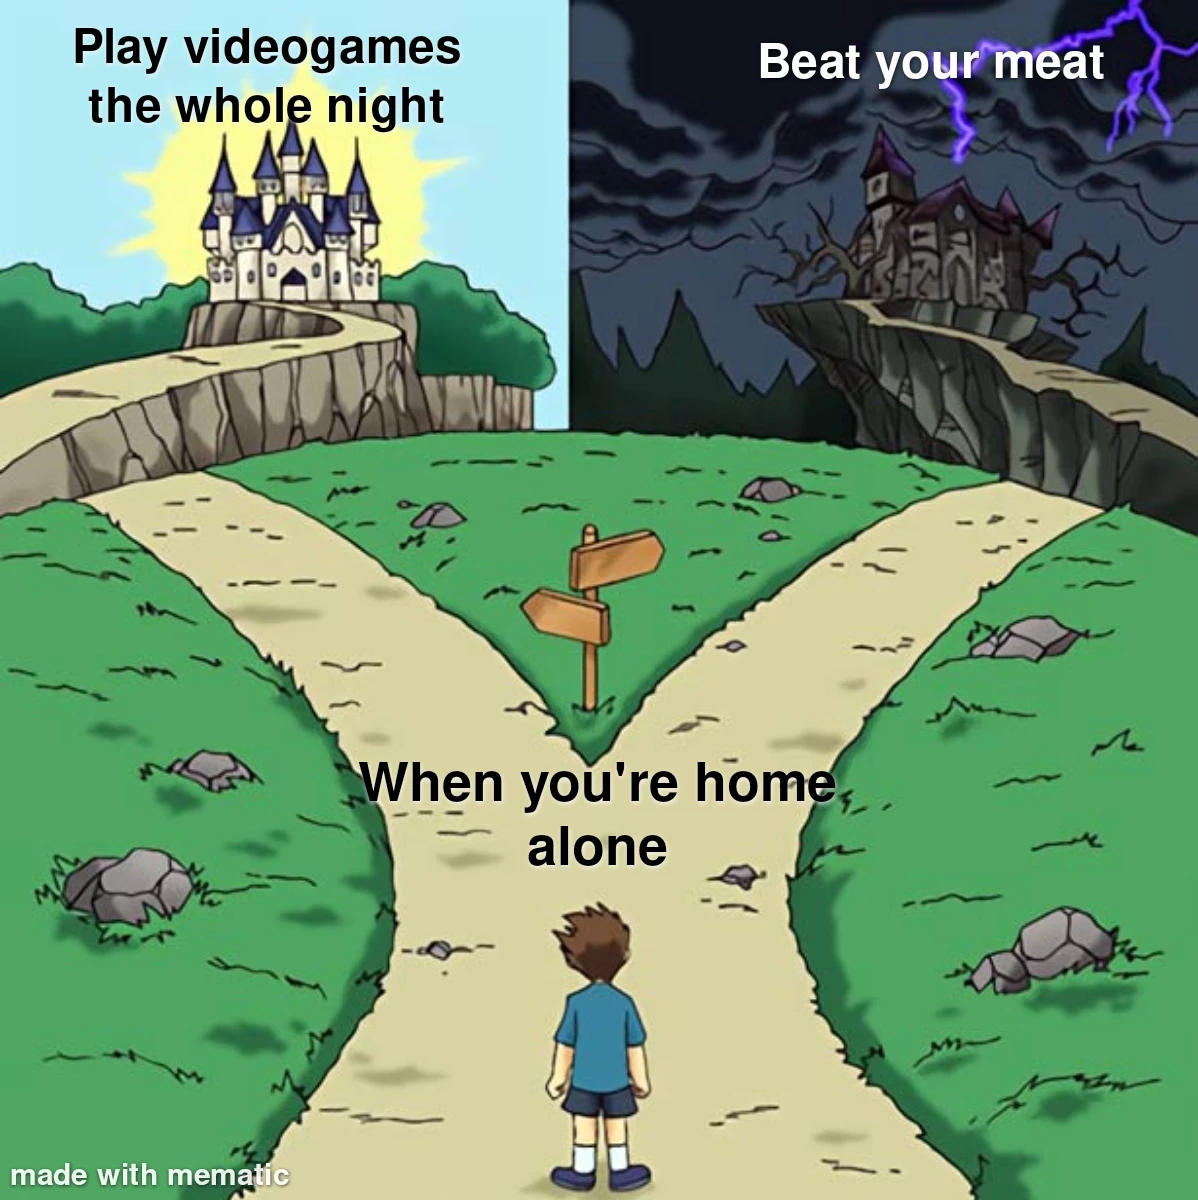 Play videogames
the whole night
Beat your meat
When you're home
alone
made with mematic